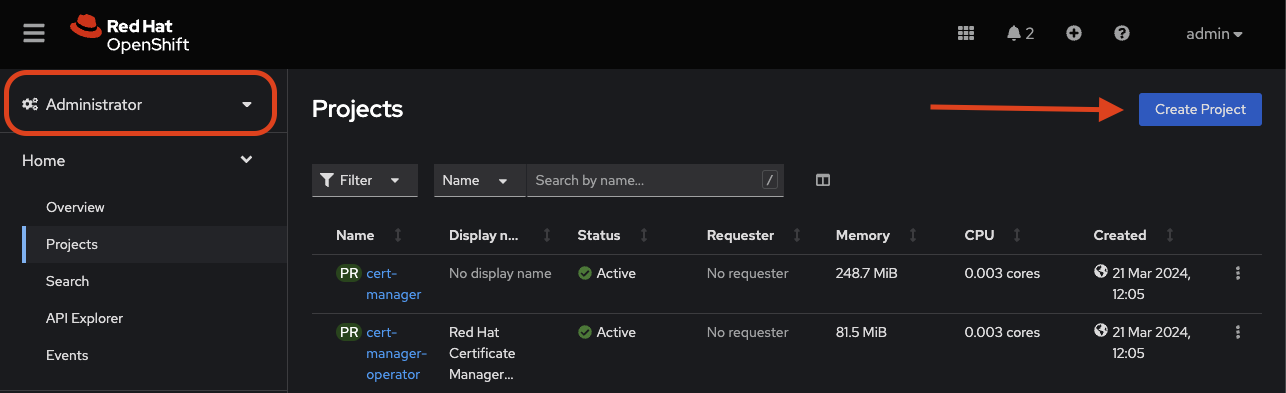 Red Hat
OpenShift
2
admin
Administrator
Projects
Create Project
Home
Filter
Name
Search by name...
/
Overview
Projects
Search
API Explorer
Events
Name Display n... Status Requester Memory CPU Created
PR cert- No display name Active No requester 248.7 MiB 0.003 cores 21 Mar 2024,
manager 12:05
PR cert- Red Hat Active No requester 81.5 MiB 0.003 cores 21 Mar 2024,
manager- Certificate 12:05
operator Manager...